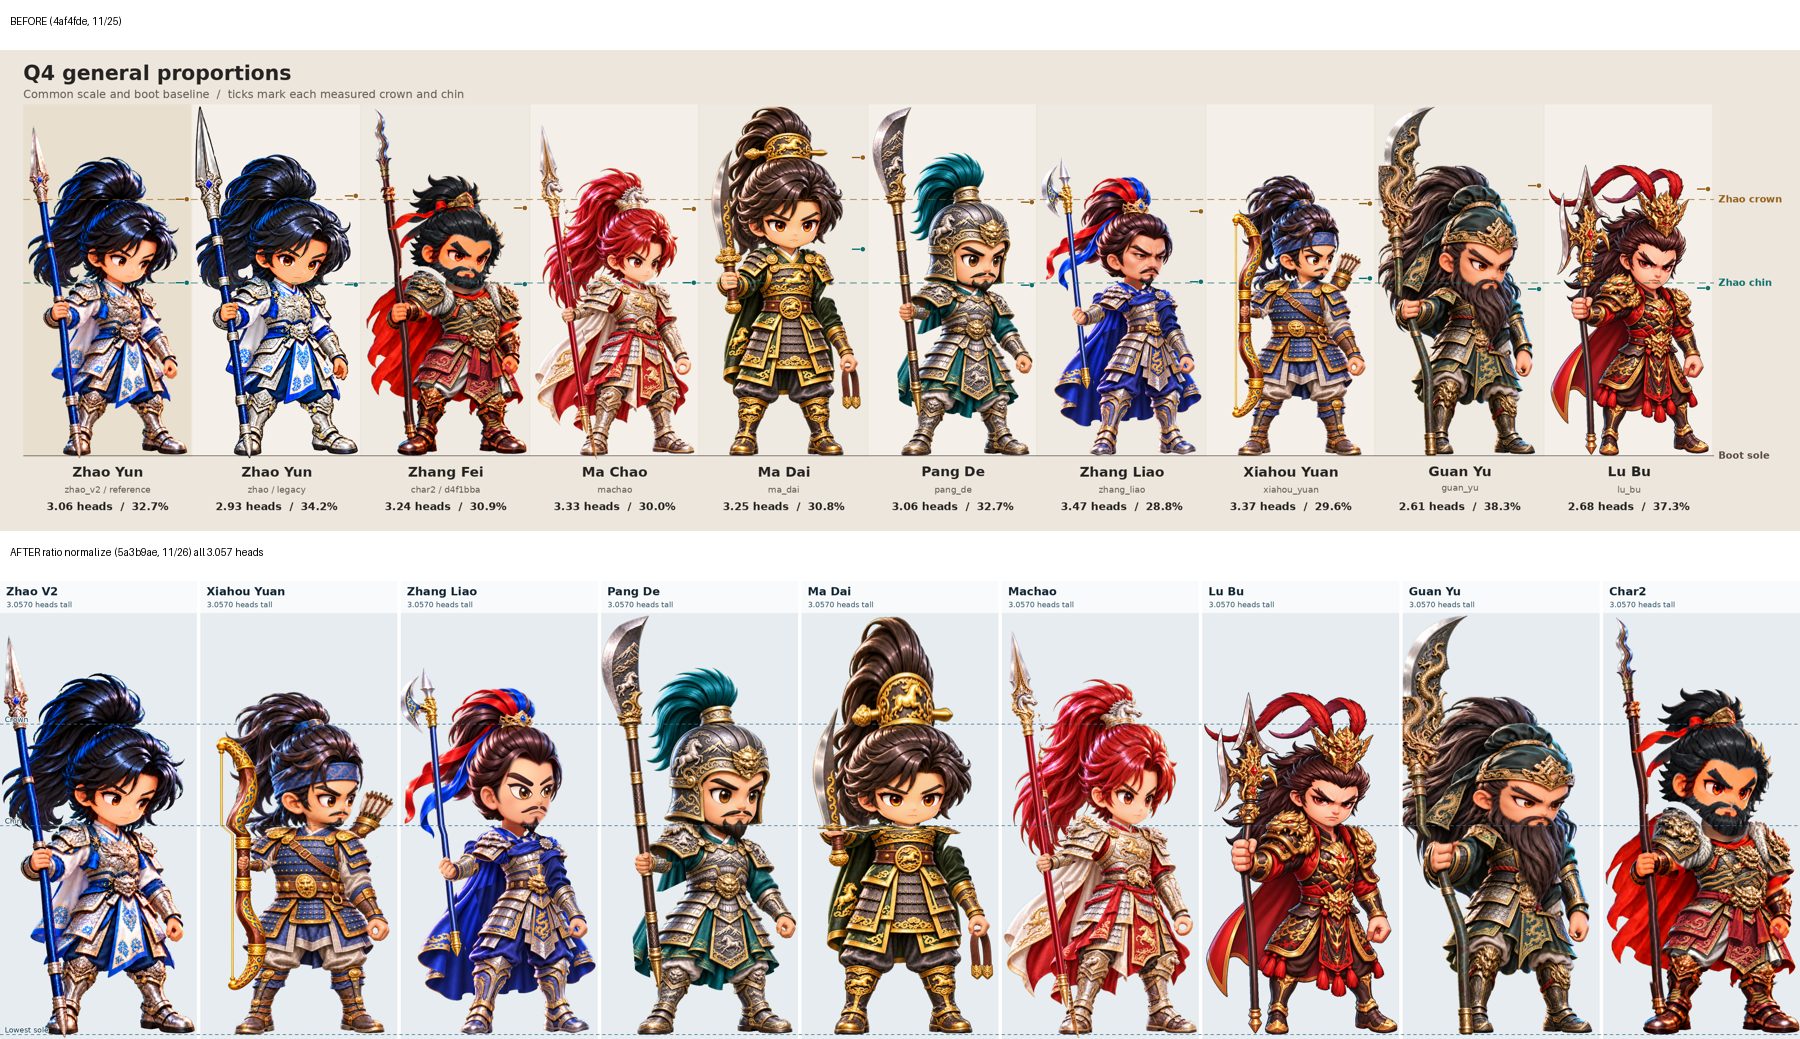 BEFORE (4af4fde, 11/25)
Q4 general proportions
Common scale and boot baseline / ticks mark each measured crown and chin
Zhao crown
Zhao chin
Boot sole
Zhao Yun
zhao_v2 / reference
3.06 heads / 32.7%
Zhao Yun
zhao / legacy
2.93 heads / 34.2%
Zhang Fei
char2 / d4f1bba
3.24 heads / 30.9%
Ma Chao
machao
3.33 heads / 30.0%
Ma Dai
ma_dai
3.25 heads / 30.8%
Pang De
pang_de
3.06 heads / 32.7%
Zhang Liao
zhang_liao
3.47 heads / 28.8%
Xiahou Yuan
xiahou_yuan
3.37 heads / 29.6%
Guan Yu
guan_yu
2.61 heads / 38.3%
Lu Bu
lu_bu
2.68 heads / 37.3%
AFTER ratio normalize (5a3b9ae, 11/26) all 3.057 heads
Zhao V2
3.0570 heads tall
Xiahou Yuan
3.0570 heads tall
Zhang Liao
3.0570 heads tall
Pang De
3.0570 heads tall
Ma Dai
3.0570 heads tall
Machao
3.0570 heads tall
Lu Bu
3.0570 heads tall
Guan Yu
3.0570 heads tall
Char2
3.0570 heads tall
Crown
Chin
Lowest sole